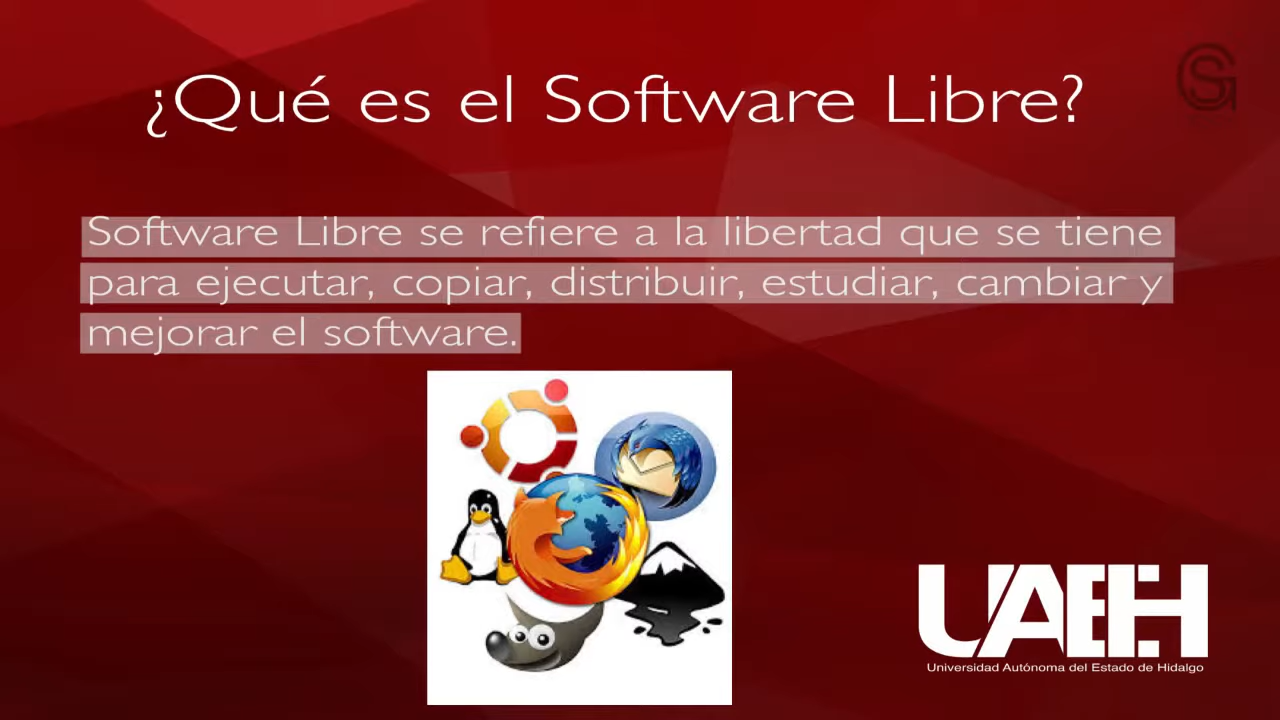 ¿Qué es el Software Libre?
Software Libre se refiere a la libertad que se tiene
para ejecutar, copiar, distribuir, estudiar, cambiar y
mejorar el software.
UAEH
Universidad Autónoma del Estado de Hidalgo